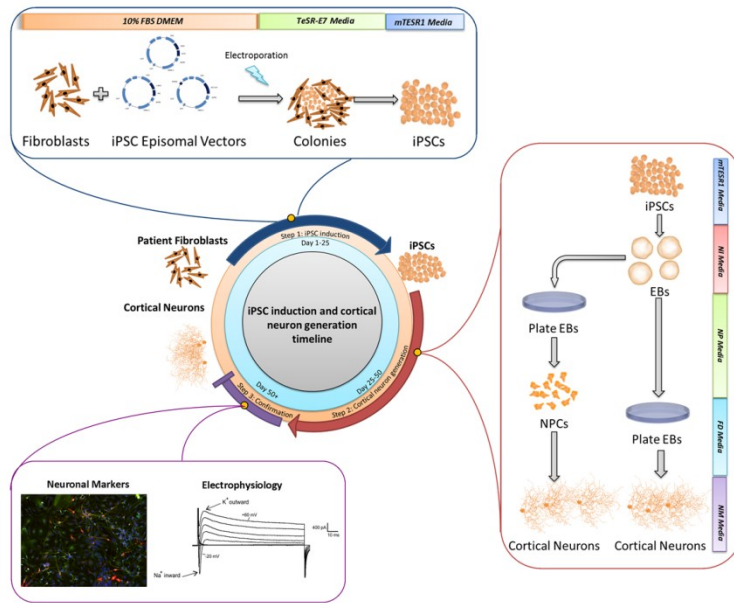 10% FBS DMEM
TeSR-E7 Media
mTESR1 Media
Electroporation
Fibroblasts
iPSC Episomal Vectors
Colonies
iPSCs
Patient Fibroblasts
Cortical Neurons
iPSCs
Step 1: iPSC induction
Day 1-25
iPSC induction and cortical
neuron generation
timeline
Day 25-50
Step 2: Cortical neuron generation
Day 50+
Step 3: Confirmation
Neuronal Markers
Electrophysiology
K+ outward
+60 mV
400 pA
10 ms
-20 mV
Na+ inward
iPSCs
EBs
Plate EBs
NPCs
Plate EBs
Cortical Neurons
Cortical Neurons
mTESR1 Media
NI Media
NP Media
FD Media
NM Media